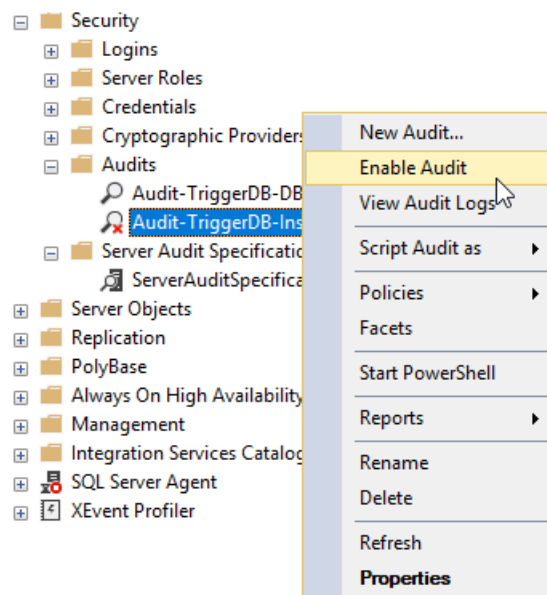 Security
Logins
Server Roles
Credentials
Cryptographic Providers
Audits
Audit-TriggerDB-DB
Audit-TriggerDB-Ins
Server Audit Specificatio
ServerAuditSpecifica
Server Objects
Replication
PolyBase
Always On High Availability
Management
Integration Services Catalog
SQL Server Agent
XEvent Profiler
New Audit...
Enable Audit
View Audit Logs
Script Audit as
Policies
Facets
Start PowerShell
Reports
Rename
Delete
Refresh
Properties